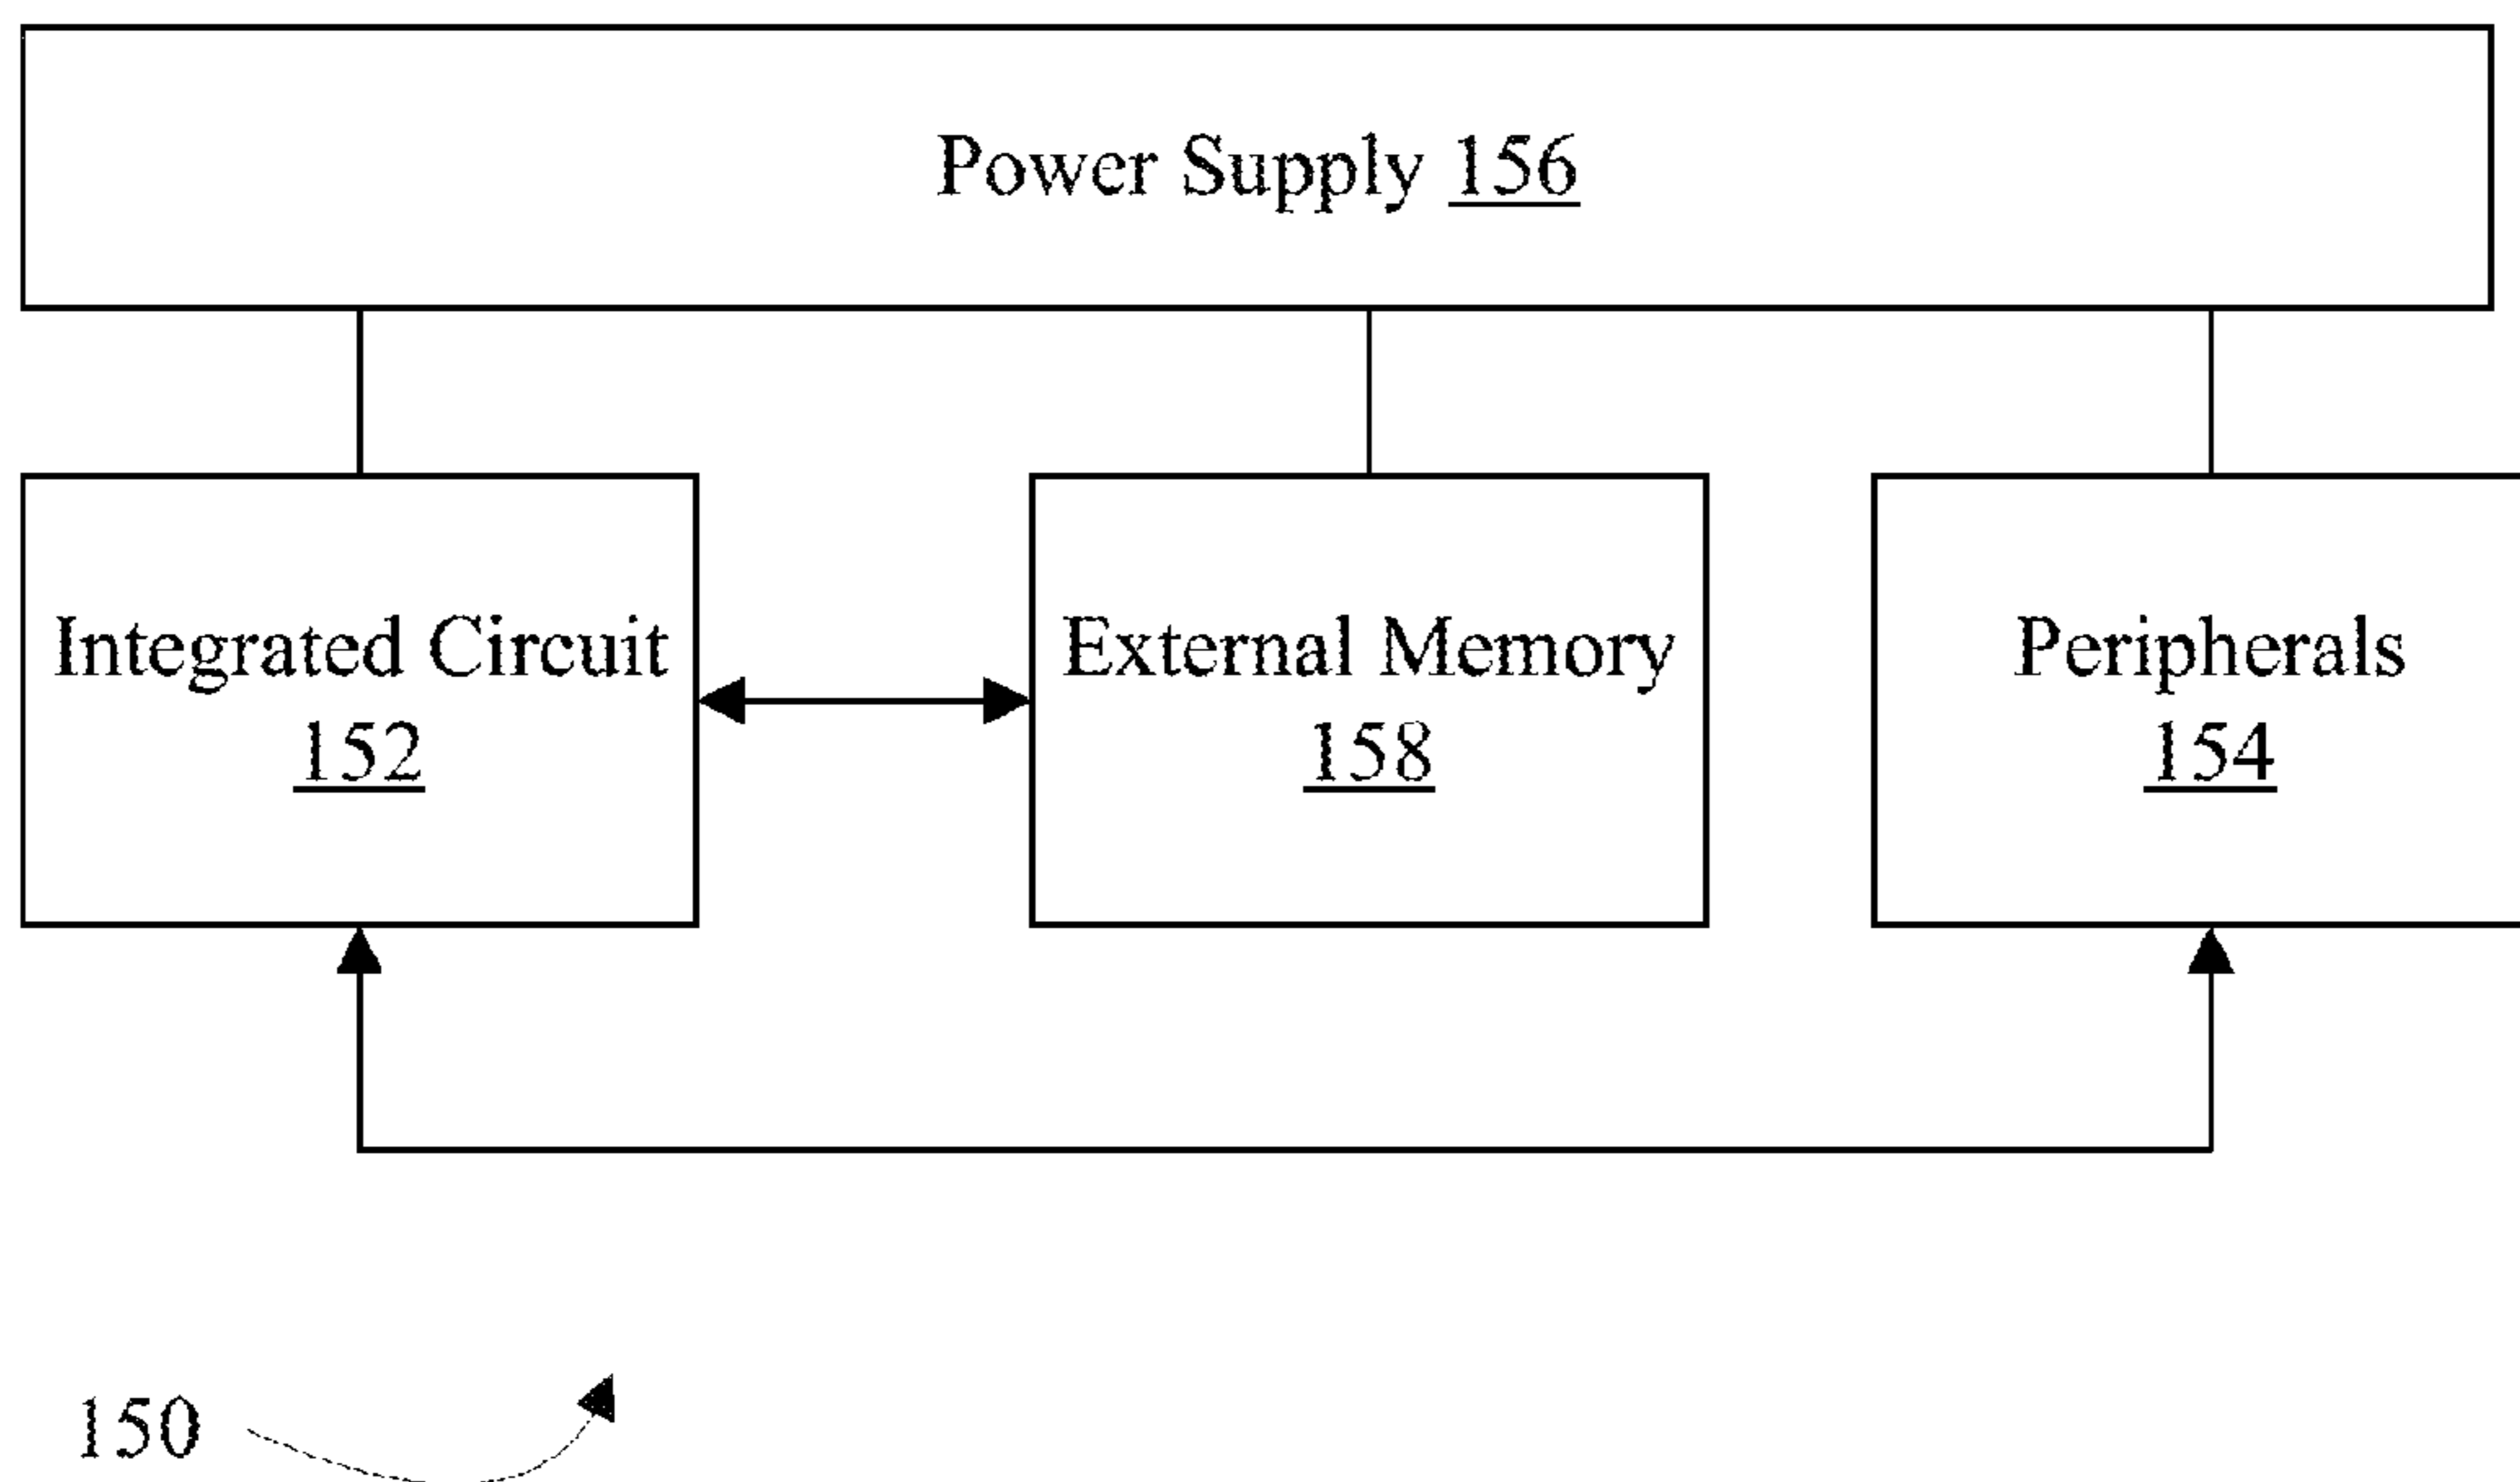 Power Supply 156
Integrated Circuit
152
External Memory
158
Peripherals
154
150